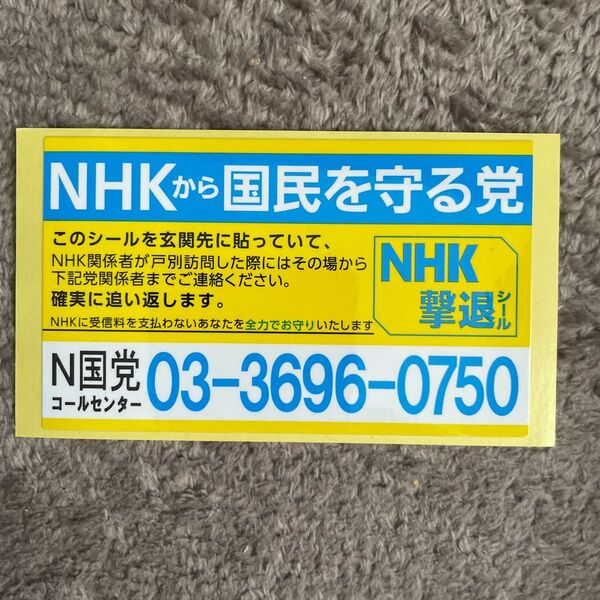 NHKから国民を守る党
このシールを玄関先に貼っていて、
NHK関係者が戸別訪問した際にはその場から
下記党関係者までご連絡ください。
確実に追い返します。
NHKに受信料を支払わないあなたを全力でお守りいたします
NHK
撃退シール
N国党
コールセンター
03-3696-0750